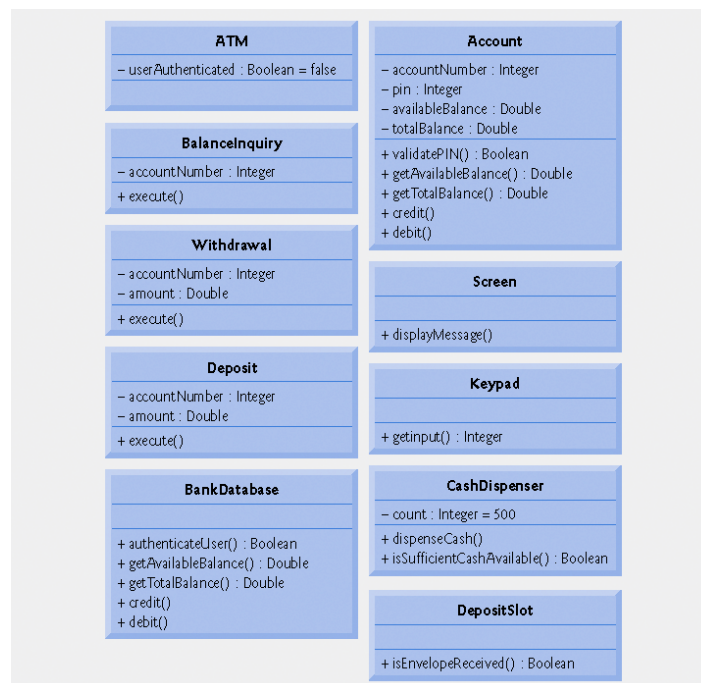 ATM
– userAuthenticated : Boolean = false
BalanceInquiry
– accountNumber : Integer
+ execute()
Withdrawal
– accountNumber : Integer
– amount : Double
+ execute()
Deposit
– accountNumber : Integer
– amount : Double
+ execute()
BankDatabase
+ authenticateUser() : Boolean
+ getAvailableBalance() : Double
+ getTotalBalance() : Double
+ credit()
+ debit()
Account
– accountNumber : Integer
– pin : Integer
– availableBalance : Double
– totalBalance : Double
+ validatePIN() : Boolean
+ getAvailableBalance() : Double
+ getTotalBalance() : Double
+ credit()
+ debit()
Screen
+ displayMessage()
Keypad
+ getinput() : Integer
CashDispenser
– count : Integer = 500
+ dispenseCash()
+ isSufficientCashAvailable() : Boolean
DepositSlot
+ isEnvelopeReceived() : Boolean